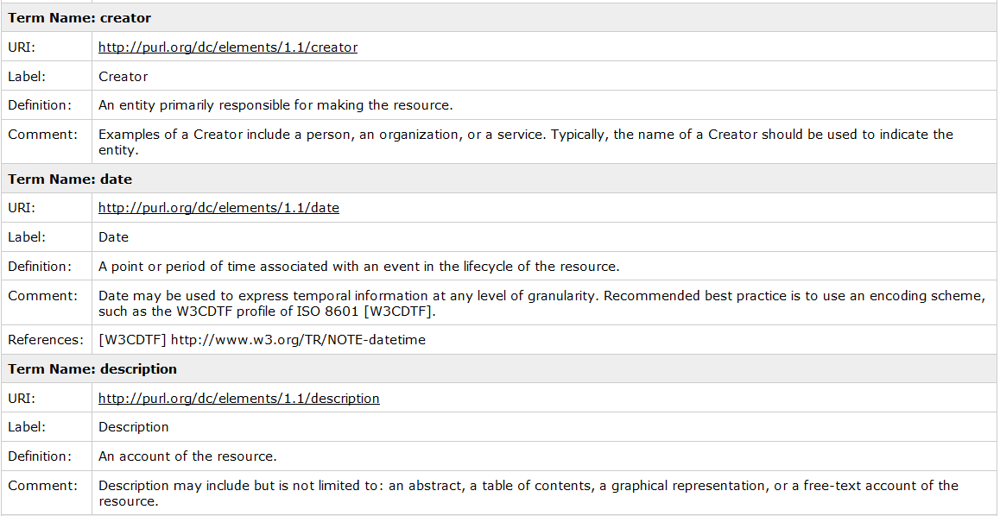 Term Name: creator
URI: http://purl.org/dc/elements/1.1/creator
Label: Creator
Definition: An entity primarily responsible for making the resource.
Comment: Examples of a Creator include a person, an organization, or a service. Typically, the name of a Creator should be used to indicate the
entity.
Term Name: date
URI: http://purl.org/dc/elements/1.1/date
Label: Date
Definition: A point or period of time associated with an event in the lifecycle of the resource.
Comment: Date may be used to express temporal information at any level of granularity. Recommended best practice is to use an encoding scheme,
such as the W3CDTF profile of ISO 8601 [W3CDTF].
References: [W3CDTF] http://www.w3.org/TR/NOTE-datetime
Term Name: description
URI: http://purl.org/dc/elements/1.1/description
Label: Description
Definition: An account of the resource.
Comment: Description may include but is not limited to: an abstract, a table of contents, a graphical representation, or a free-text account of the
resource.